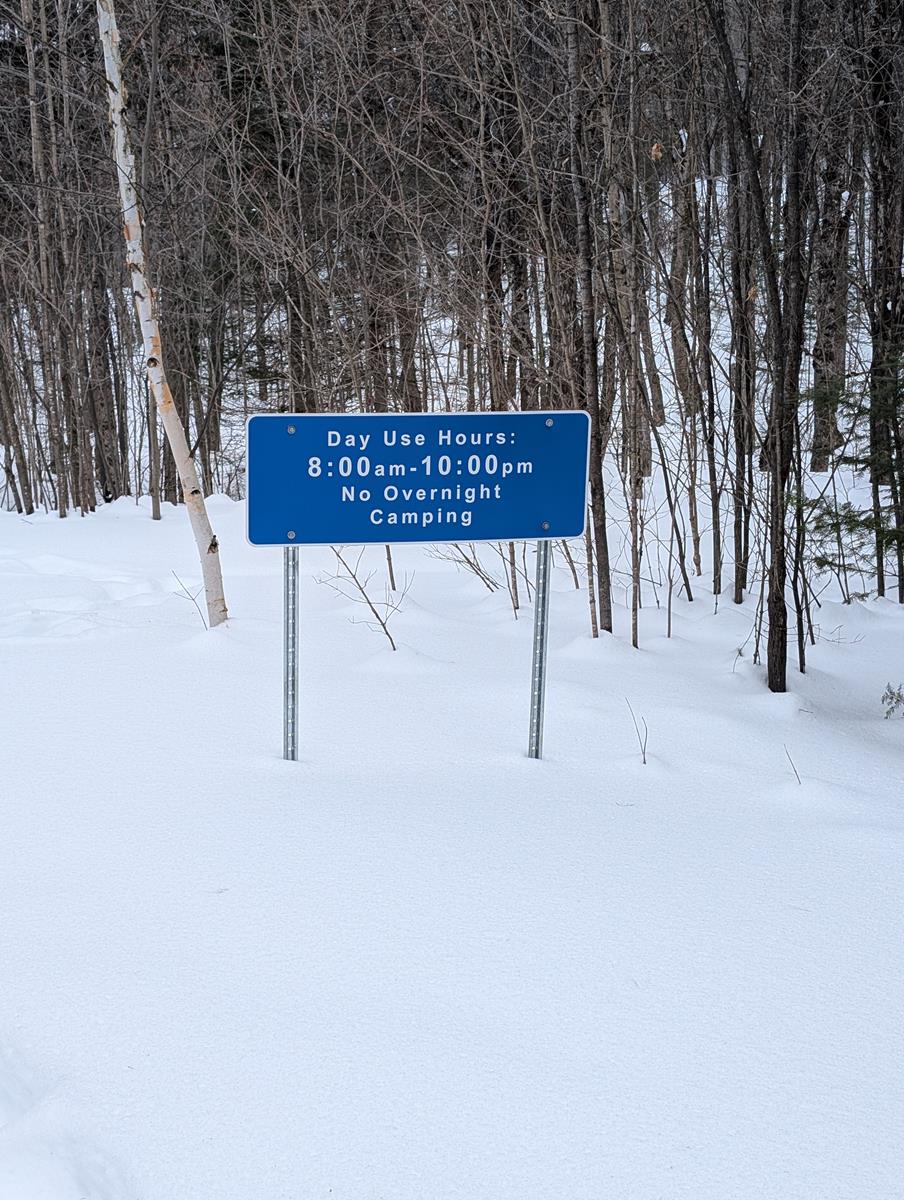 Day Use Hours:
8:00am-10:00pm
No Overnight
Camping